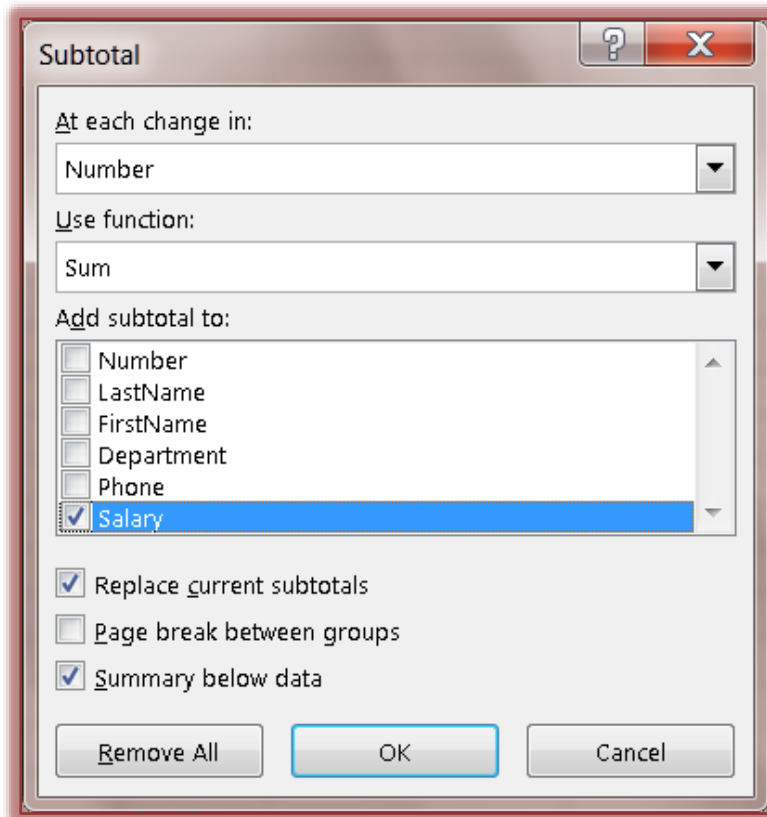 Subtotal
At each change in:
Number
Use function:
Sum
Add subtotal to:
Number
LastName
FirstName
Department
Phone
Salary
Replace current subtotals
Page break between groups
Summary below data
Remove All OK Cancel